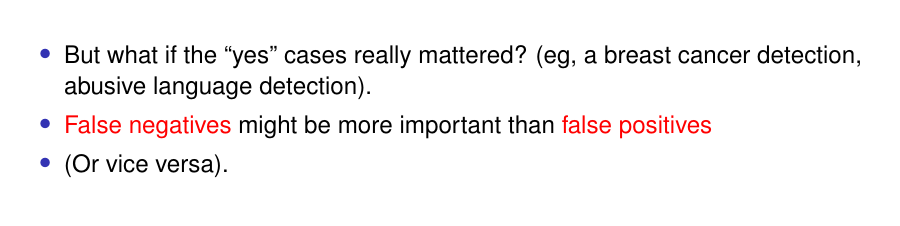 • But what if the “yes” cases really mattered? (eg, a breast cancer detection,
abusive language detection).
• False negatives might be more important than false positives
• (Or vice versa).